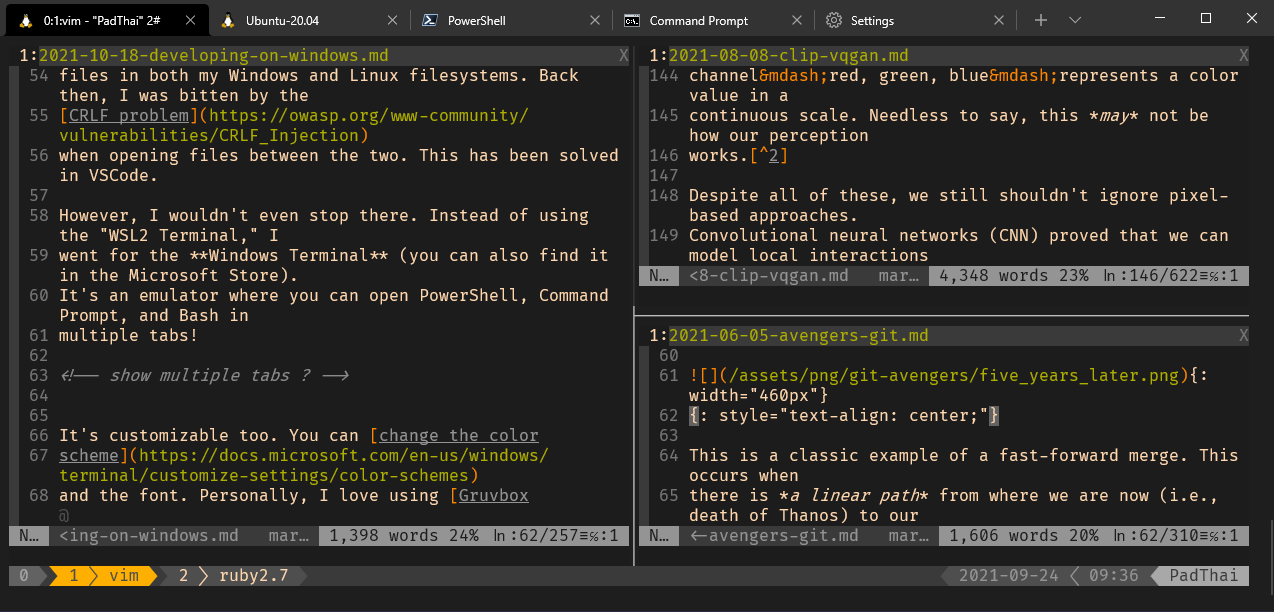 0:1:vim - "PadThai" 2#
Ubuntu-20.04
PowerShell
Command Prompt
Settings
1:2021-10-18-developing-on-windows.md X
54 files in both my Windows and Linux filesystems. Back
then, I was bitten by the
55 [CRLF problem](https://owasp.org/www-community/
vulnerabilities/CRLF_Injection)
56 when opening files between the two. This has been solved
in VSCode.
57
58 However, I wouldn't even stop there. Instead of using
the "WSL2 Terminal," I
59 went for the **Windows Terminal** (you can also find it
in the Microsoft Store).
60 It's an emulator where you can open PowerShell, Command
Prompt, and Bash in
61 multiple tabs!
62
63 <!-- show multiple tabs ? -->
64
65
66 It's customizable too. You can [change the color
67 scheme](https://docs.microsoft.com/en-us/windows/
terminal/customize-settings/color-schemes)
68 and the font. Personally, I love using [Gruvbox
@
N… <ing-on-windows.md mar… 1,398 words 24% ln:62/257≡%:1
1:2021-08-08-clip-vqgan.md X
144 channel&mdash;red, green, blue&mdash;represents a color
value in a
145 continuous scale. Needless to say, this *may* not be
how our perception
146 works.[^2]
147
148 Despite all of these, we still shouldn't ignore pixel-
based approaches.
149 Convolutional neural networks (CNN) proved that we can
model local interactions
N… <8-clip-vqgan.md mar… 4,348 words 23% ln:146/622≡%:1
1:2021-06-05-avengers-git.md X
60
61 ![](/assets/png/git-avengers/five_years_later.png){:
width="460px"}
62 {: style="text-align: center;"}
63
64 This is a classic example of a fast-forward merge. This
occurs when
65 there is *a linear path* from where we are now (i.e.,
death of Thanos) to our
N… <-avengers-git.md mar… 1,606 words 20% ln:62/310≡%:1
0 1 vim 2 ruby2.7 2021-09-24 09:36 PadThai